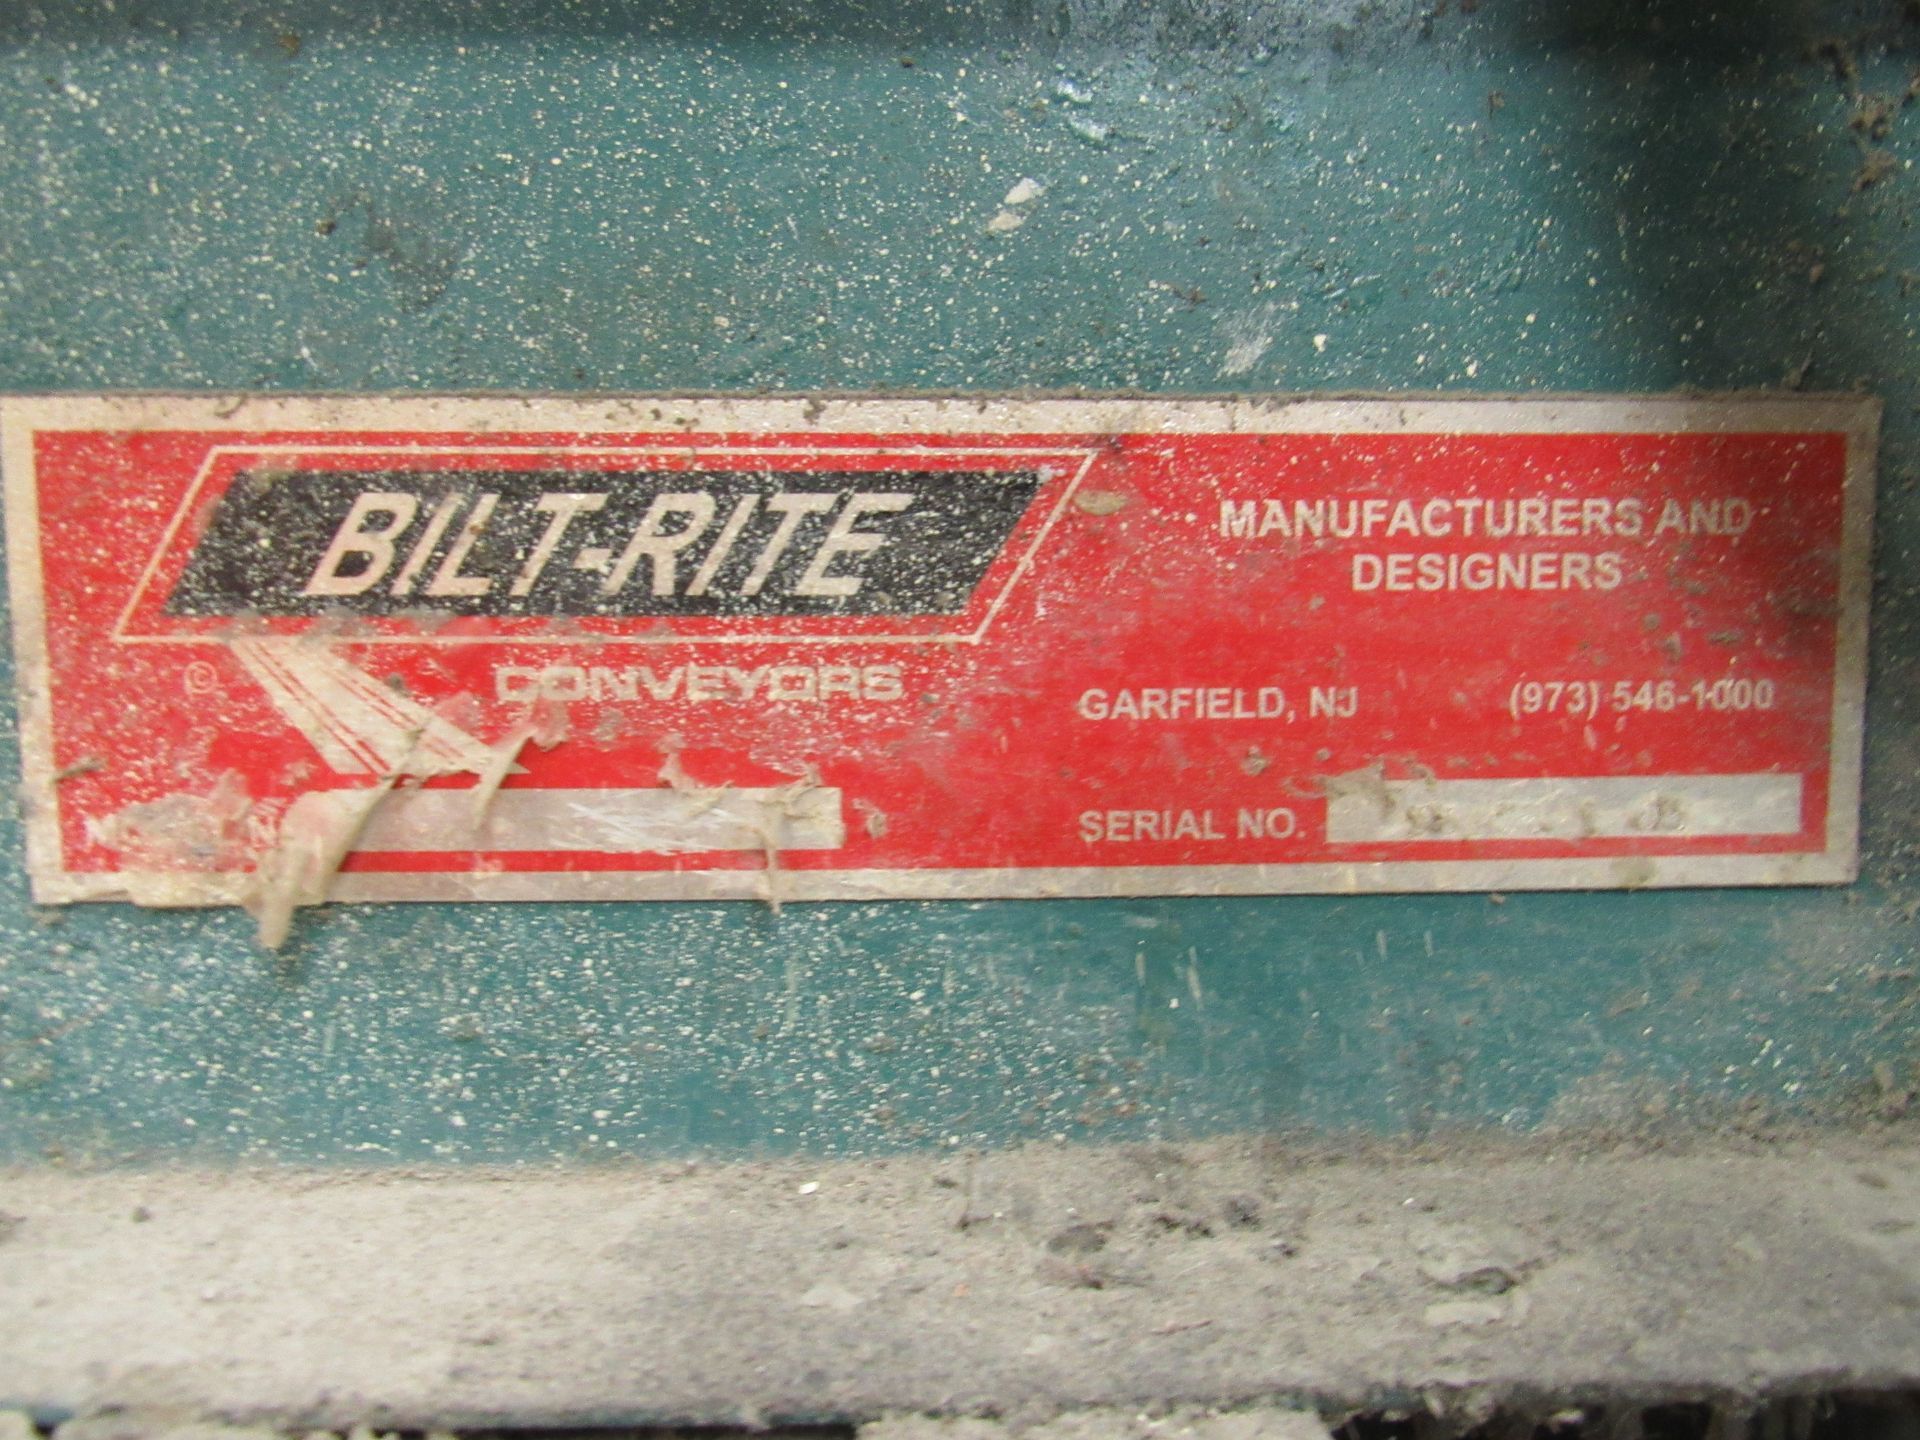 BILT-RITE
CONVEYORS
©
MANUFACTURERS AND
DESIGNERS
GARFIELD, NJ (973) 546-1000
SERIAL NO.